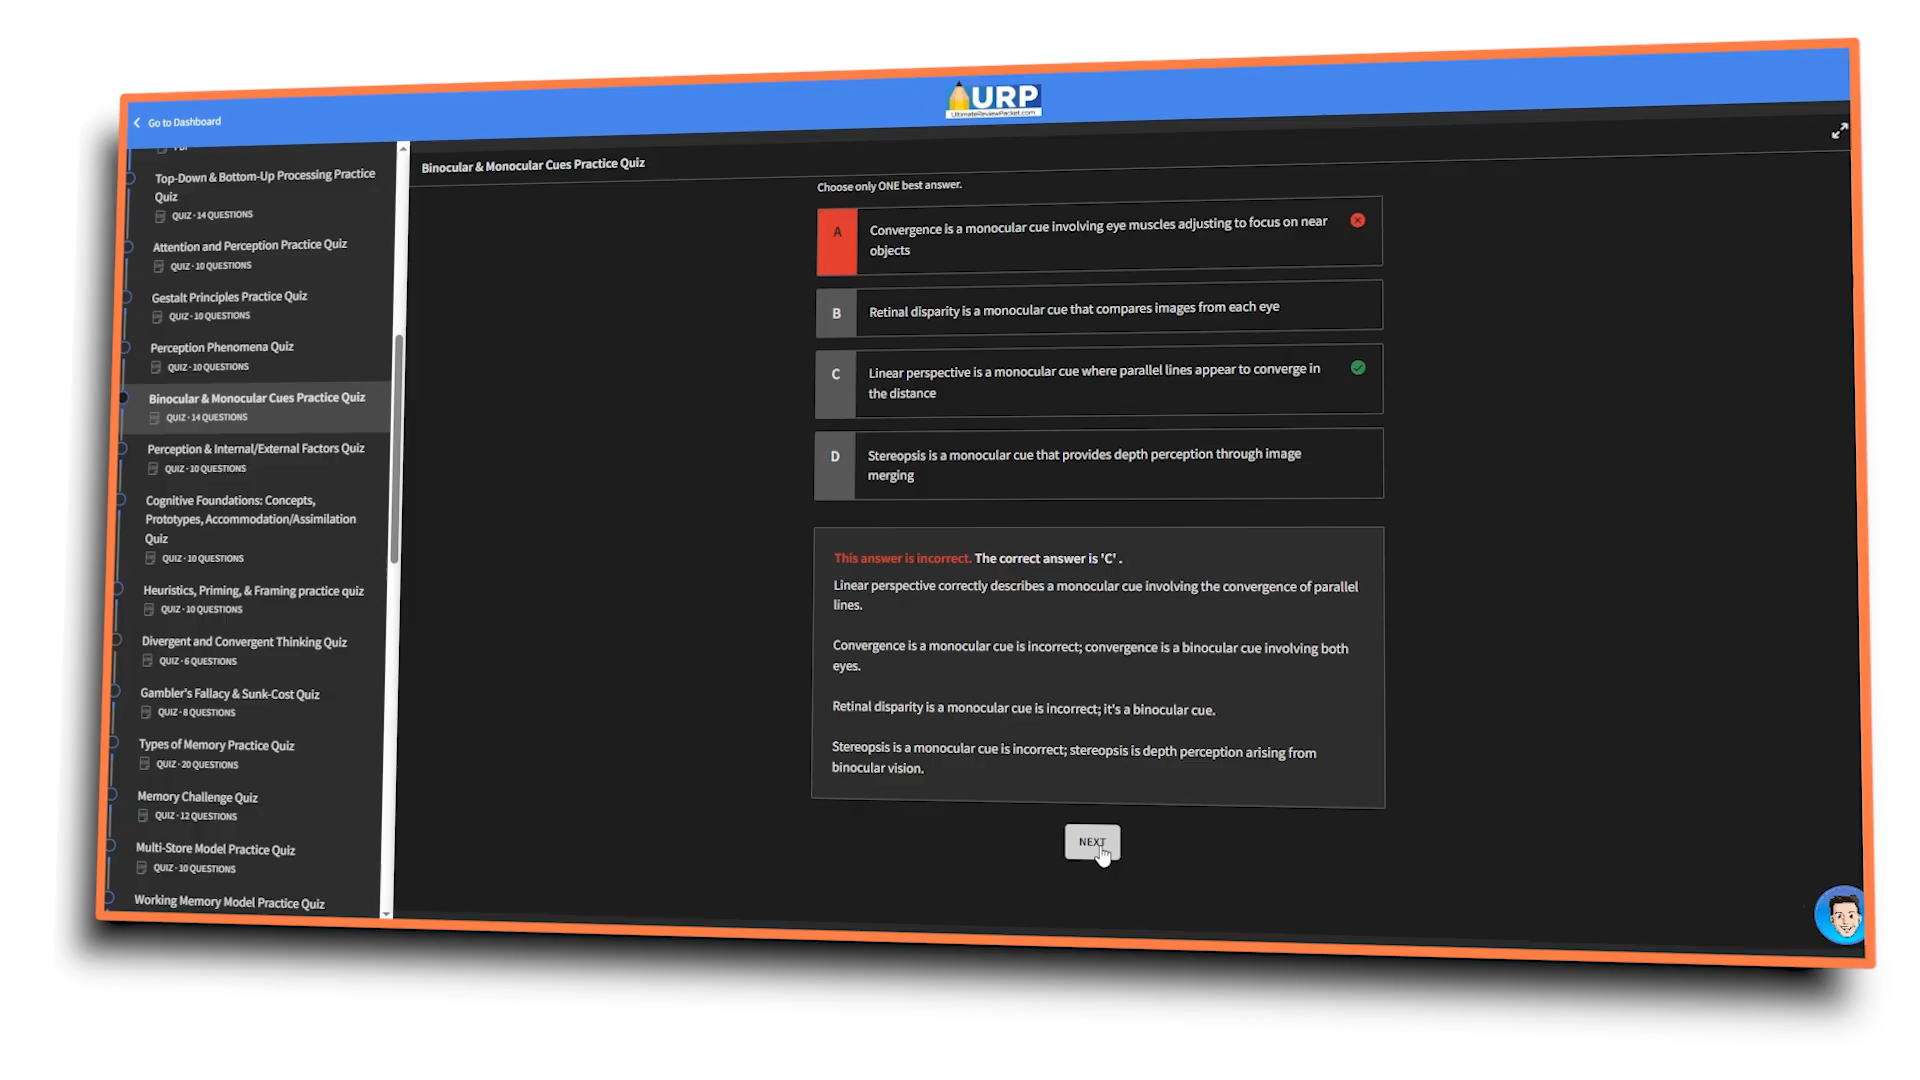 Go to Dashboard
URP
UltimateReviewPacket.com
Top-Down & Bottom-Up Processing Practice
Quiz
QUIZ - 14 QUESTIONS
Attention and Perception Practice Quiz
QUIZ - 10 QUESTIONS
Gestalt Principles Practice Quiz
QUIZ - 10 QUESTIONS
Perception Phenomena Quiz
QUIZ - 10 QUESTIONS
Binocular & Monocular Cues Practice Quiz
QUIZ - 14 QUESTIONS
Perception & Internal/External Factors Quiz
QUIZ - 10 QUESTIONS
Cognitive Foundations: Concepts,
Prototypes, Accommodation/Assimilation
Quiz
QUIZ - 10 QUESTIONS
Heuristics, Priming, & Framing practice quiz
QUIZ - 10 QUESTIONS
Divergent and Convergent Thinking Quiz
QUIZ - 6 QUESTIONS
Gambler's Fallacy & Sunk-Cost Quiz
QUIZ - 8 QUESTIONS
Types of Memory Practice Quiz
QUIZ - 20 QUESTIONS
Memory Challenge Quiz
QUIZ - 12 QUESTIONS
Multi-Store Model Practice Quiz
QUIZ - 10 QUESTIONS
Working Memory Model Practice Quiz
Binocular & Monocular Cues Practice Quiz
Choose only ONE best answer.
A
Convergence is a monocular cue involving eye muscles adjusting to focus on near
objects
B
Retinal disparity is a monocular cue that compares images from each eye
C
Linear perspective is a monocular cue where parallel lines appear to converge in
the distance
D
Stereopsis is a monocular cue that provides depth perception through image
merging
This answer is incorrect. The correct answer is 'C' .
Linear perspective correctly describes a monocular cue involving the convergence of parallel
lines.
Convergence is a monocular cue is incorrect; convergence is a binocular cue involving both
eyes.
Retinal disparity is a monocular cue is incorrect; it's a binocular cue.
Stereopsis is a monocular cue is incorrect; stereopsis is depth perception arising from
binocular vision.
NEXT